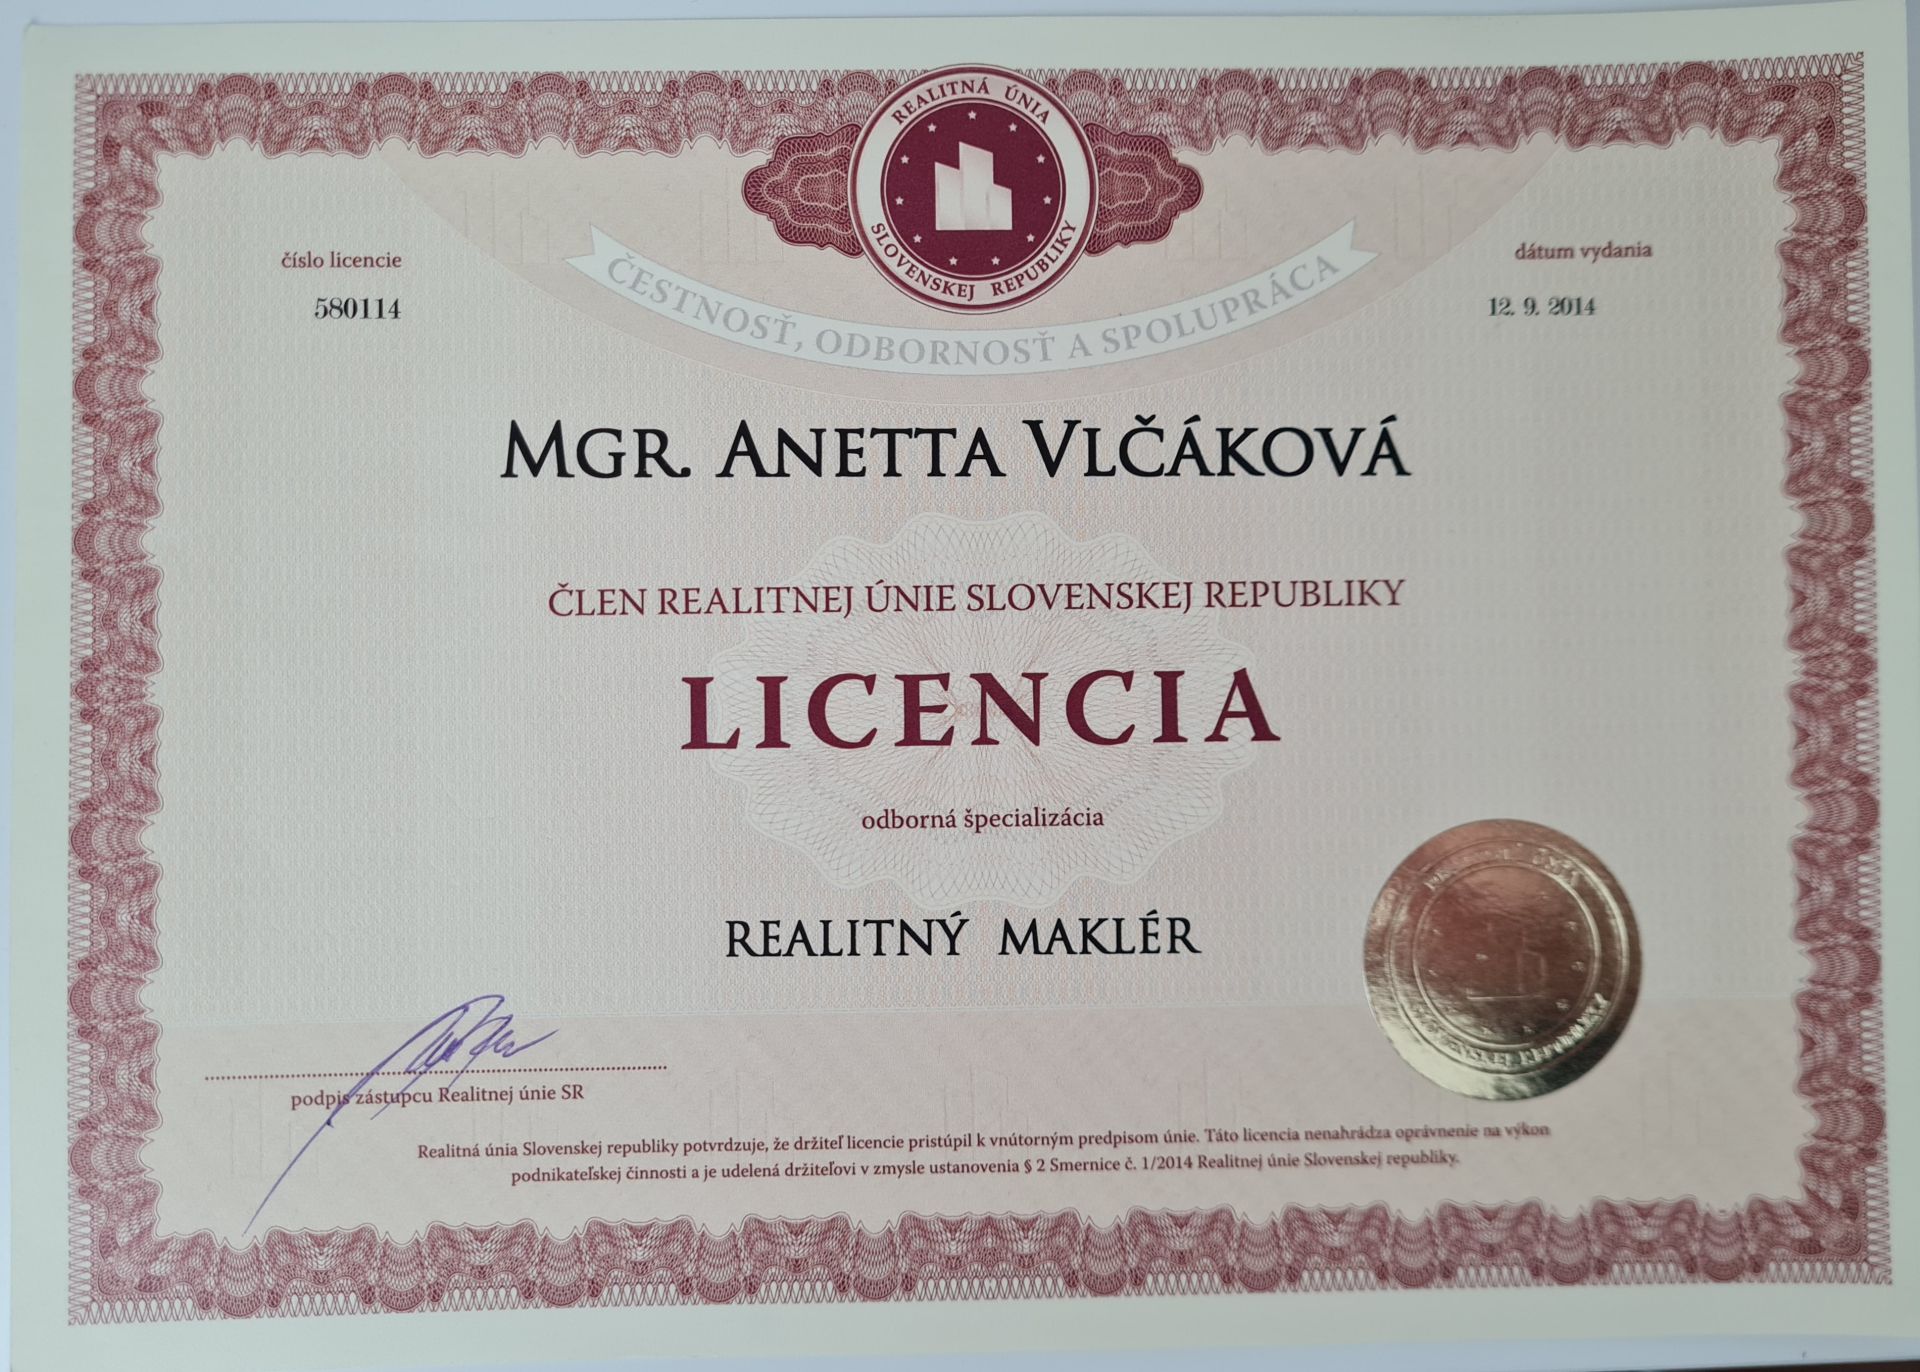 REALITNÁ ÚNIA
SLOVENSKEJ REPUBLIKY
ČESTNOSŤ, ODBORNOSŤ A SPOLUPRÁCA
číslo licencie
580114
dátum vydania
12. 9. 2014
MGR. ANETTA VLČÁKOVÁ
ČLEN REALITNEJ ÚNIE SLOVENSKEJ REPUBLIKY
LICENCIA
odborná špecializácia
REALITNÝ MAKLÉR
podpis zástupcu Realitnej únie SR
Realitná únia Slovenskej republiky potvrdzuje, že držiteľ licencie pristúpil k vnútorným predpisom únie. Táto licencia nenahrádza oprávnenie na výkon
podnikateľskej činnosti a je udelená držiteľovi v zmysle ustanovenia § 2 Smernice č. 1/2014 Realitnej únie Slovenskej republiky.